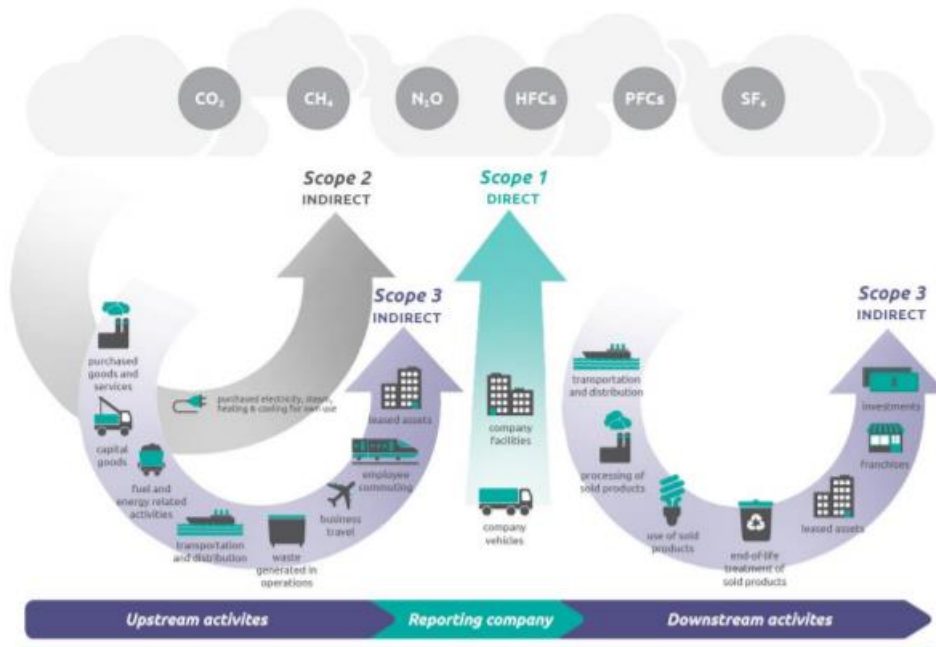 CO₂
CH₄
N₂O
HFCs
PFCs
SF₆
Scope 2
INDIRECT
Scope 1
DIRECT
Scope 3
INDIRECT
Scope 3
INDIRECT
purchased
goods and
services
capital
goods
fuel and
energy related
activities
transportation
and distribution
waste
generated in
operations
business
travel
employee
commuting
leased assets
purchased electricity, steam,
heating & cooling for own use
company
facilities
company
vehicles
transportation
and distribution
processing of
sold products
use of sold
products
end-of-life
treatment of
sold products
leased assets
franchises
investments
Upstream activites
Reporting company
Downstream activites